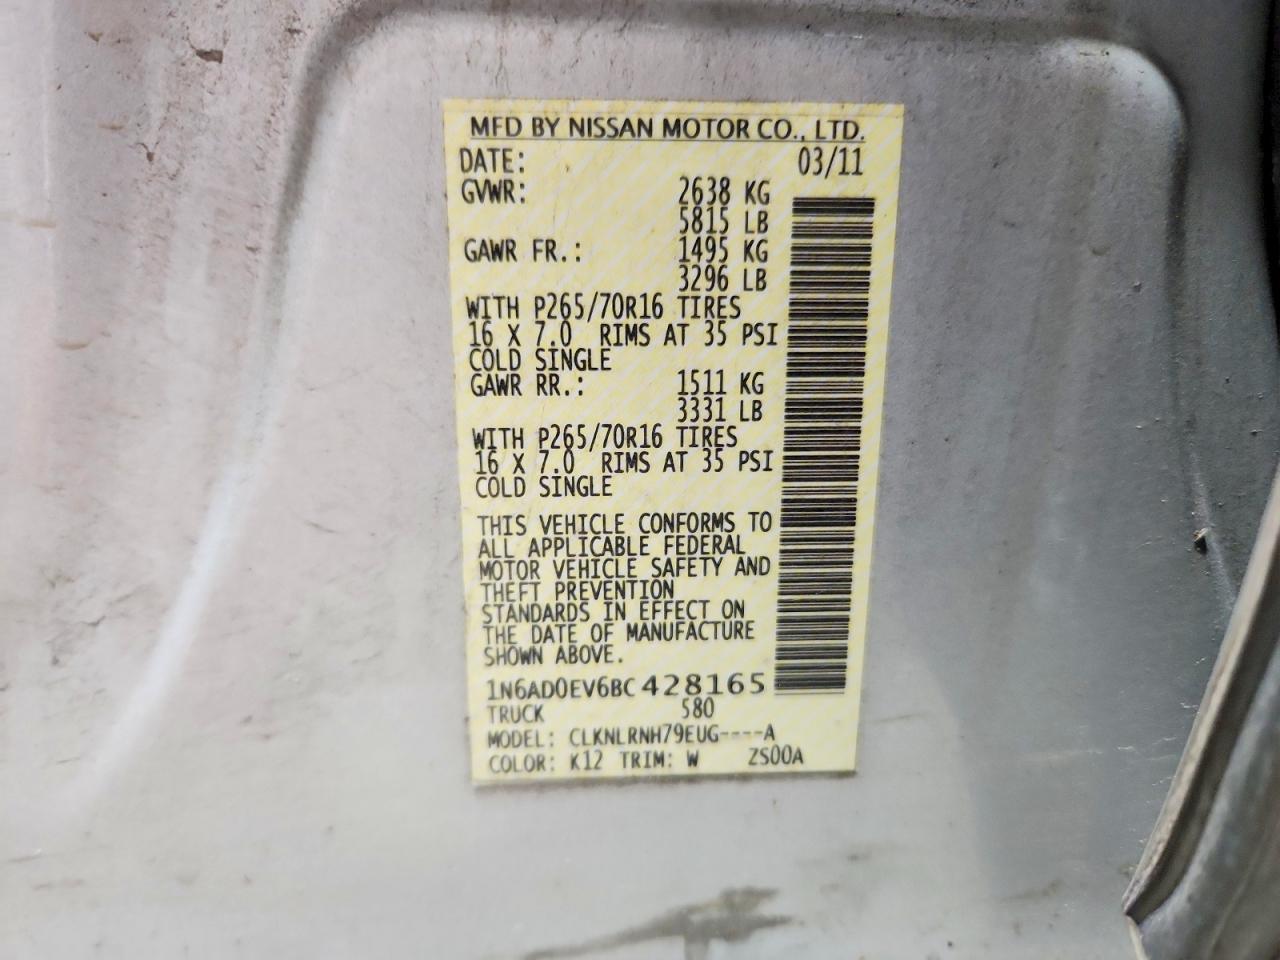 MFD BY NISSAN MOTOR CO., LTD.
DATE: 03/11
GVWR: 2638 KG
5815 LB
GAWR FR.: 1495 KG
3296 LB
WITH P265/70R16 TIRES
16 X 7.0 RIMS AT 35 PSI
COLD SINGLE
GAWR RR.: 1511 KG
3331 LB
WITH P265/70R16 TIRES
16 X 7.0 RIMS AT 35 PSI
COLD SINGLE
THIS VEHICLE CONFORMS TO
ALL APPLICABLE FEDERAL
MOTOR VEHICLE SAFETY AND
THEFT PREVENTION
STANDARDS IN EFFECT ON
THE DATE OF MANUFACTURE
SHOWN ABOVE.
1N6AD0EV6BC428165
TRUCK 580
MODEL: CLKNLRNH79EUG----A
COLOR: K12 TRIM: W ZS00A